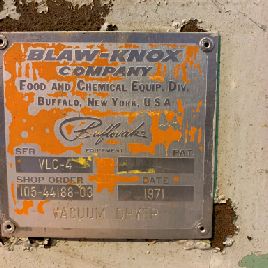 BLAW-KNOX
COMPANY
FOOD AND CHEMICAL EQUIP. DIV.
BUFFALO, NEW YORK, U.S.A.
Buflovak
EQUIPMENT
SER. PAT.
VLC-4
SHOP ORDER DATE
105-44188-03 1971
VACUUM DRYER